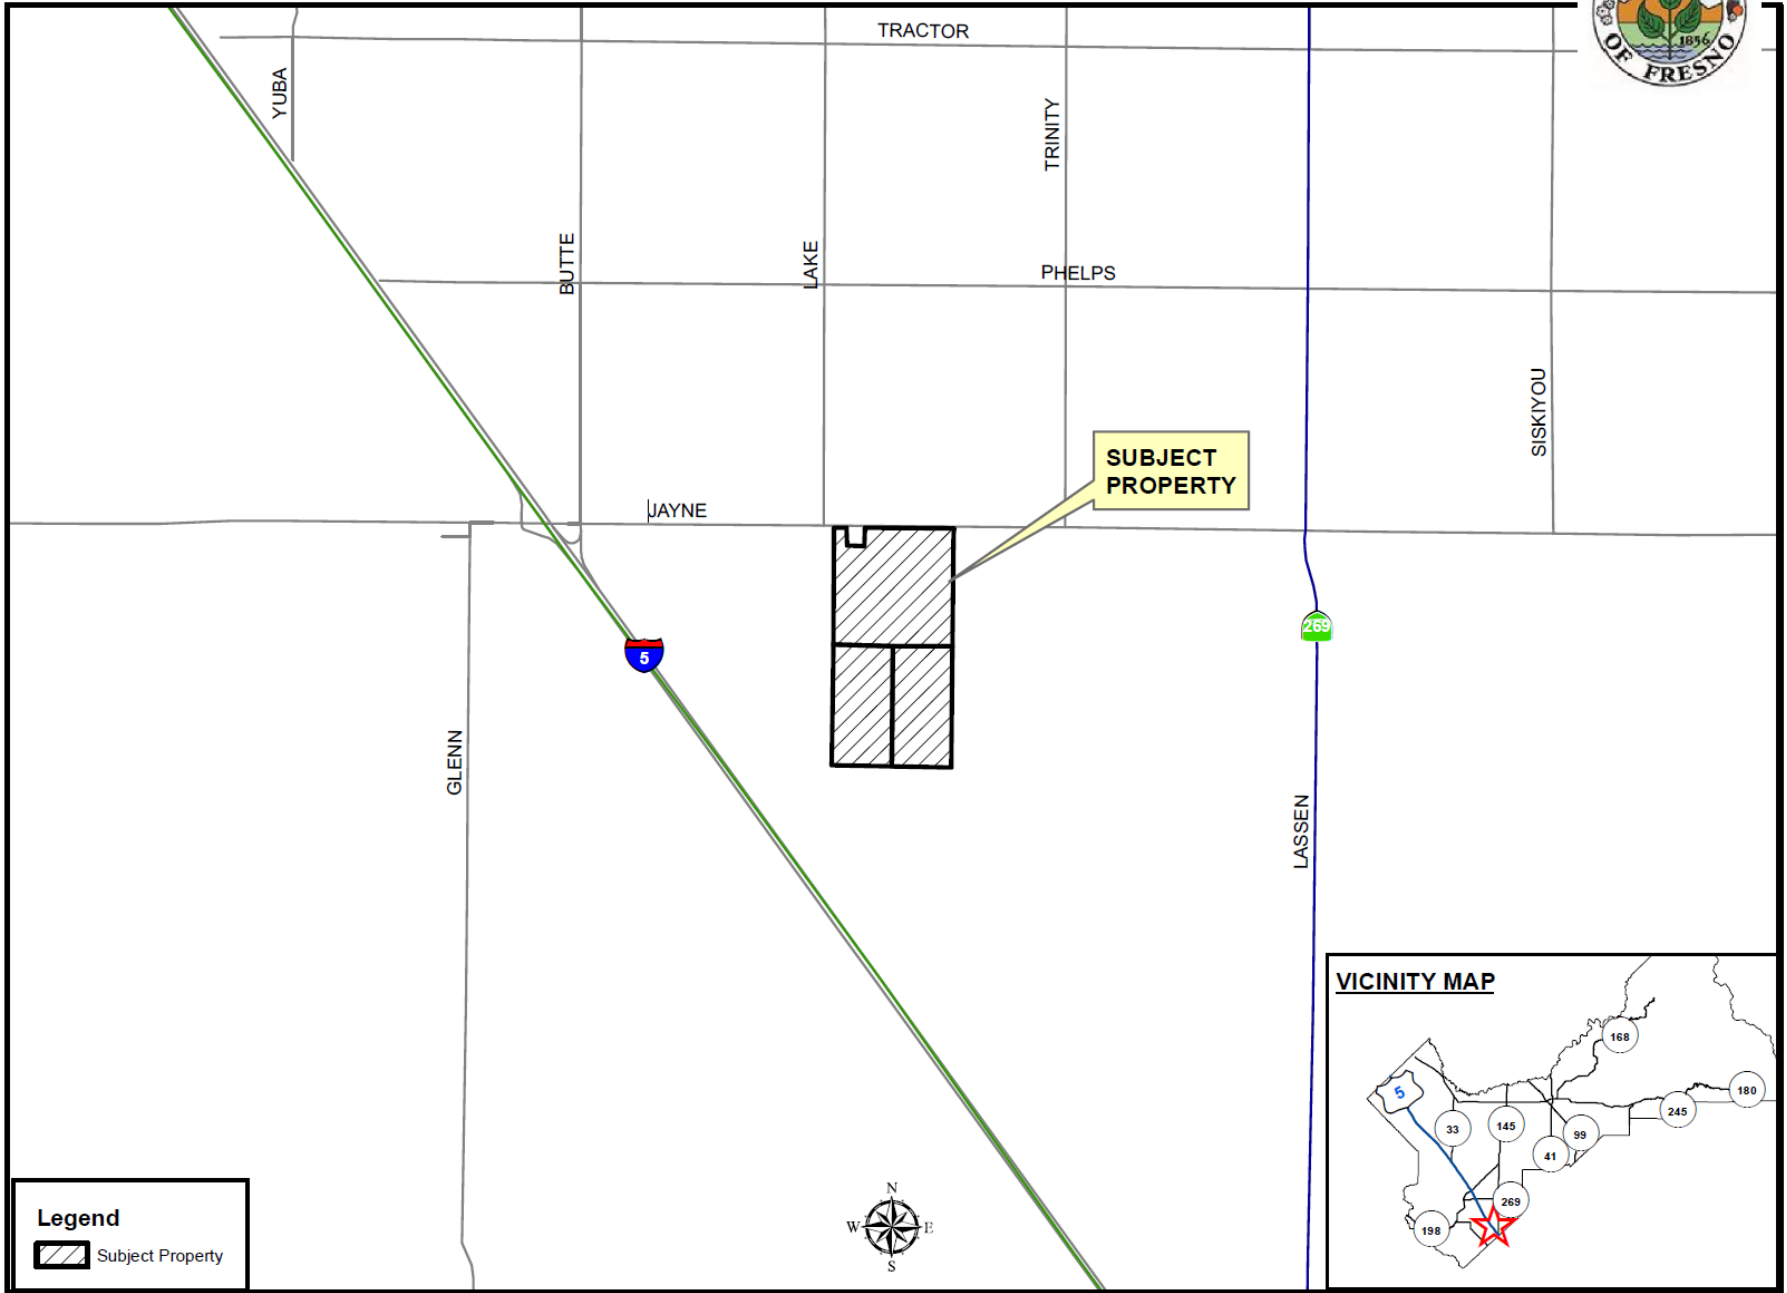 TRACTOR
1856
OF FRESNO
YUBA
TRINITY
BUTTE
LAKE
PHELPS
SISKIYOU
SUBJECT
PROPERTY
JAYNE
269
5
GLENN
LASSEN
VICINITY MAP
168
5
180
245
33
145
99
41
269
198
N
W E
S
Legend
Subject Property